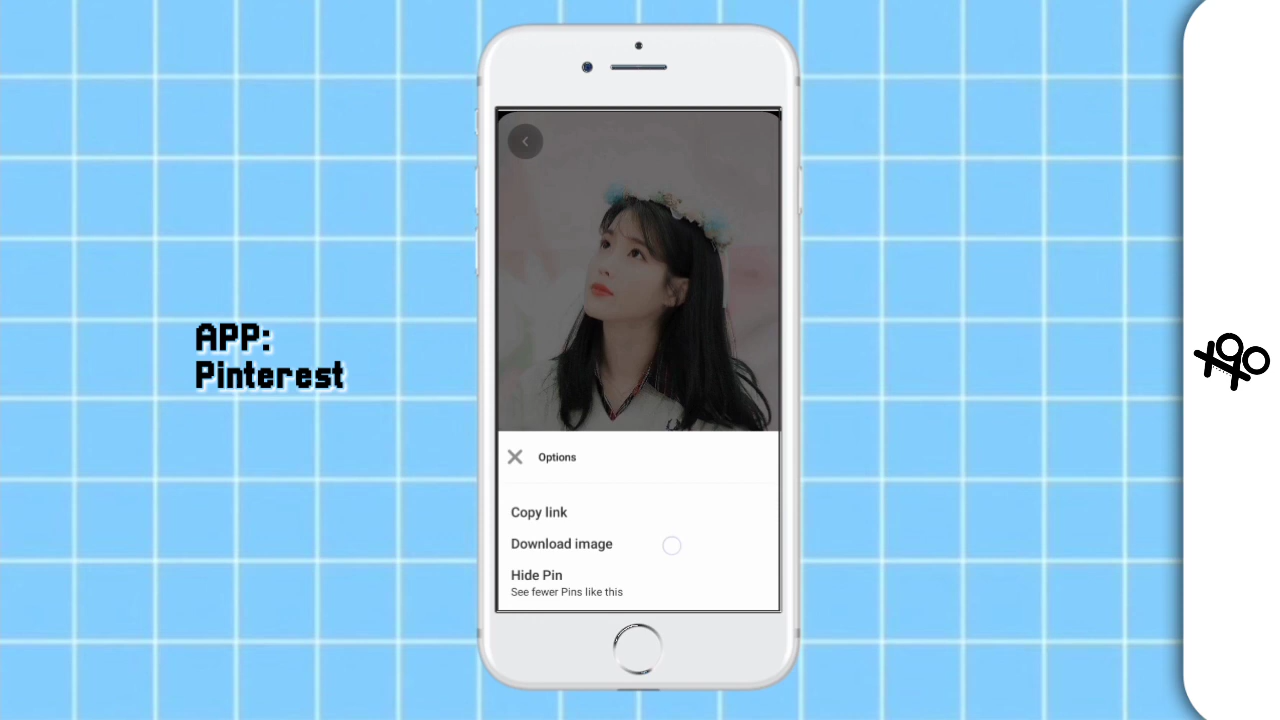 APP:
Pinterest
Options
Copy link
Download image
Hide Pin
See fewer Pins like this